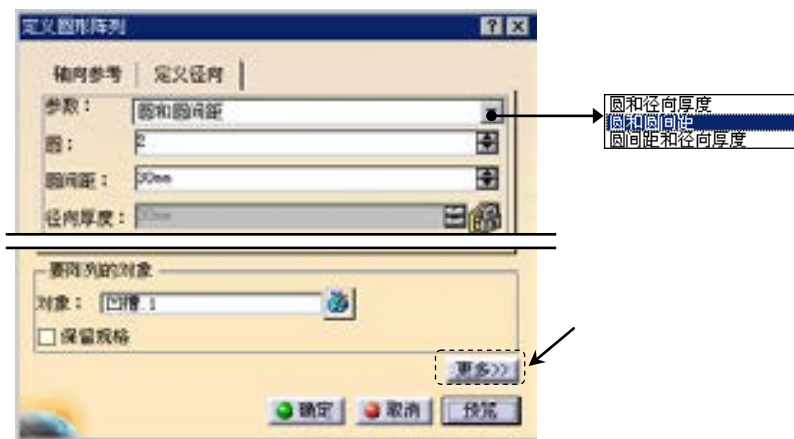 定义圆形阵列
轴向参考 定义径向
参数： 圆和圆间距
圆： 2
圆间距： 30mm
径向厚度： 30mm
圆和径向厚度
圆和圆间距
圆间距和径向厚度
要阵列的对象
对象： 凹槽.1
保留规格
更多>>
确定 取消 预览